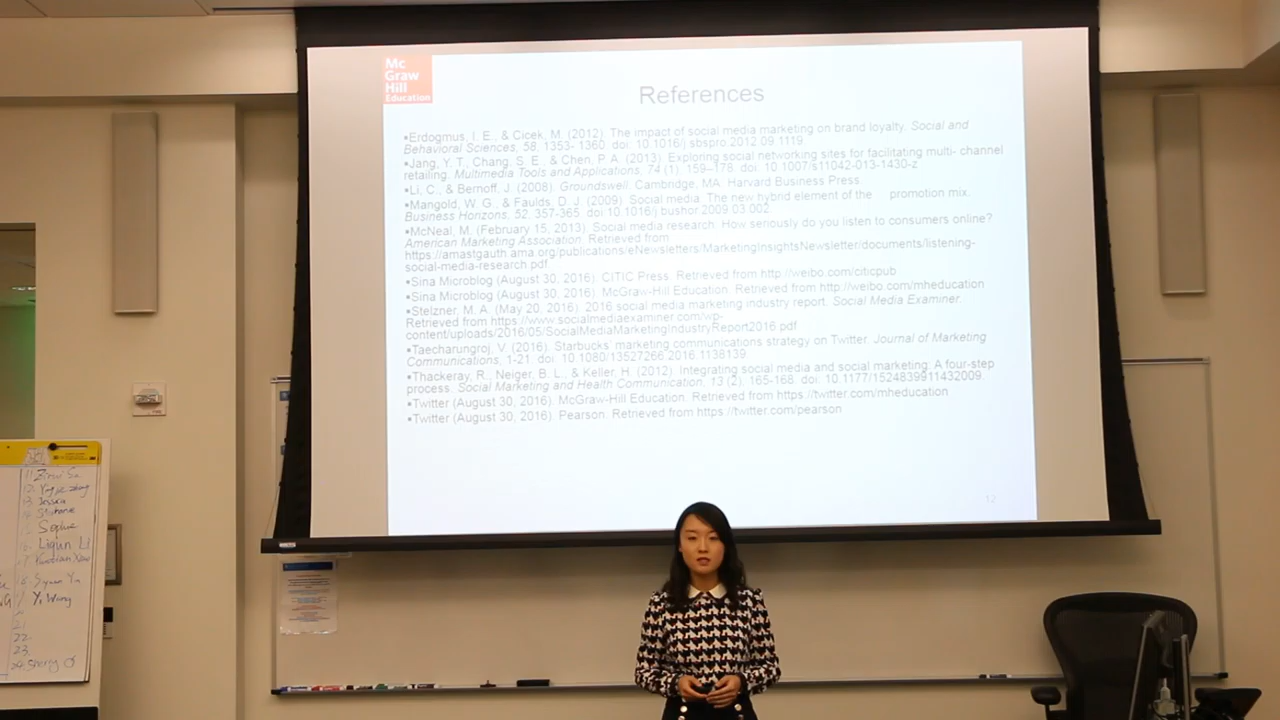 Mc
Graw
Hill
Education
References
▪Erdogmus, I. E., & Cicek, M. (2012). The impact of social media marketing on brand loyalty. Social and
Behavioral Sciences, 58, 1353- 1360. doi: 10.1016/j.sbspro.2012.09.1119
▪Jang, Y. T., Chang, S. E., & Chen, P. A. (2013). Exploring social networking sites for facilitating multi- channel
retailing. Multimedia Tools and Applications, 74 (1). 159–178. doi: 10.1007/s11042-013-1430-z
▪Li, C., & Bernoff, J. (2008). Groundswell. Cambridge, MA: Harvard Business Press.
▪Mangold, W. G., & Faulds, D. J. (2009). Social media: The new hybrid element of the promotion mix.
Business Horizons, 52, 357-365. doi:10.1016/j.bushor.2009.03.002.
▪McNeal, M. (February 15, 2013). Social media research: How seriously do you listen to consumers online?
American Marketing Association. Retrieved from
https://amastgauth.ama.org/publications/eNewsletters/MarketingInsightsNewsletter/documents/listening-
social-media-research.pdf
▪Sina Microblog (August 30, 2016). CITIC Press. Retrieved from http://weibo.com/citicpub
▪Sina Microblog (August 30, 2016). McGraw-Hill Education. Retrieved from http://weibo.com/mheducation
▪Stelzner, M. A. (May 20, 2016). 2016 social media marketing industry report. Social Media Examiner.
Retrieved from https://www.socialmediaexaminer.com/wp-
content/uploads/2016/05/SocialMediaMarketingIndustryReport2016.pdf
▪Taecharungroj, V. (2016). Starbucks' marketing communications strategy on Twitter. Journal of Marketing
Communications, 1-21. doi: 10.1080/13527266.2016.1138139
▪Thackeray, R., Neiger, B. L., & Keller, H. (2012). Integrating social media and social marketing: A four-step
process. Social Marketing and Health Communication, 13 (2), 165-168. doi: 10.1177/1524839911432009
▪Twitter (August 30, 2016). McGraw-Hill Education. Retrieved from https://twitter.com/mheducation
▪Twitter (August 30, 2016). Pearson. Retrieved from https://twitter.com/pearson
12
11
12
13 Jessica
14
Sophie
16 Liqun Li
17
18 Siyuan Yu
Yi Wang
21
22
23
24